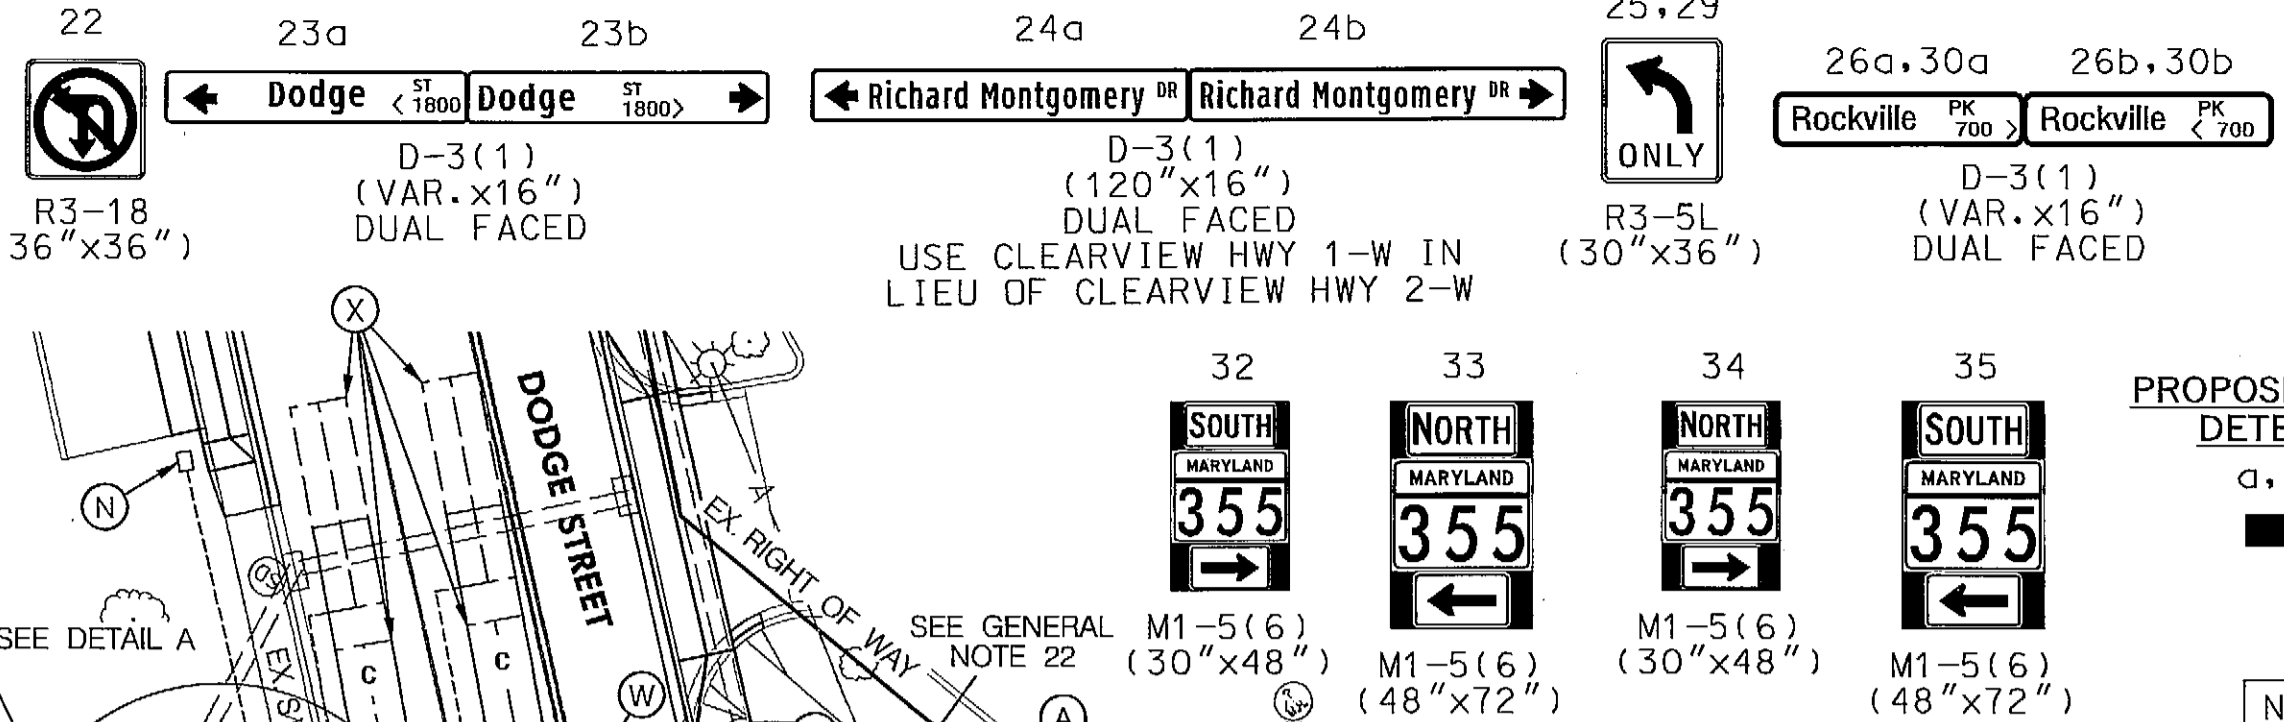 22
R3-18
36"x36")
23a 23b
Dodge ST < 1800
Dodge ST 1800>
D-3(1)
(VAR.x16")
DUAL FACED
24a 24b
Richard Montgomery DR
Richard Montgomery DR
D-3(1)
(120"x16")
DUAL FACED
USE CLEARVIEW HWY 1-W IN
LIEU OF CLEARVIEW HWY 2-W
25,29
ONLY
R3-5L
(30"x36")
26a,30a 26b,30b
Rockville PK 700 >
Rockville PK < 700
D-3(1)
(VAR.x16")
DUAL FACED
X
N
DODGE STREET
A
EX. RIGHT OF WAY
SD
SEE DETAIL A
C
C
W
SEE GENERAL
NOTE 22
A
32
SOUTH
MARYLAND
355
M1-5(6)
(30"x48")
33
NORTH
MARYLAND
355
M1-5(6)
(48"x72")
34
NORTH
MARYLAND
355
M1-5(6)
(30"x48")
35
SOUTH
MARYLAND
355
M1-5(6)
(48"x72")
a,
N